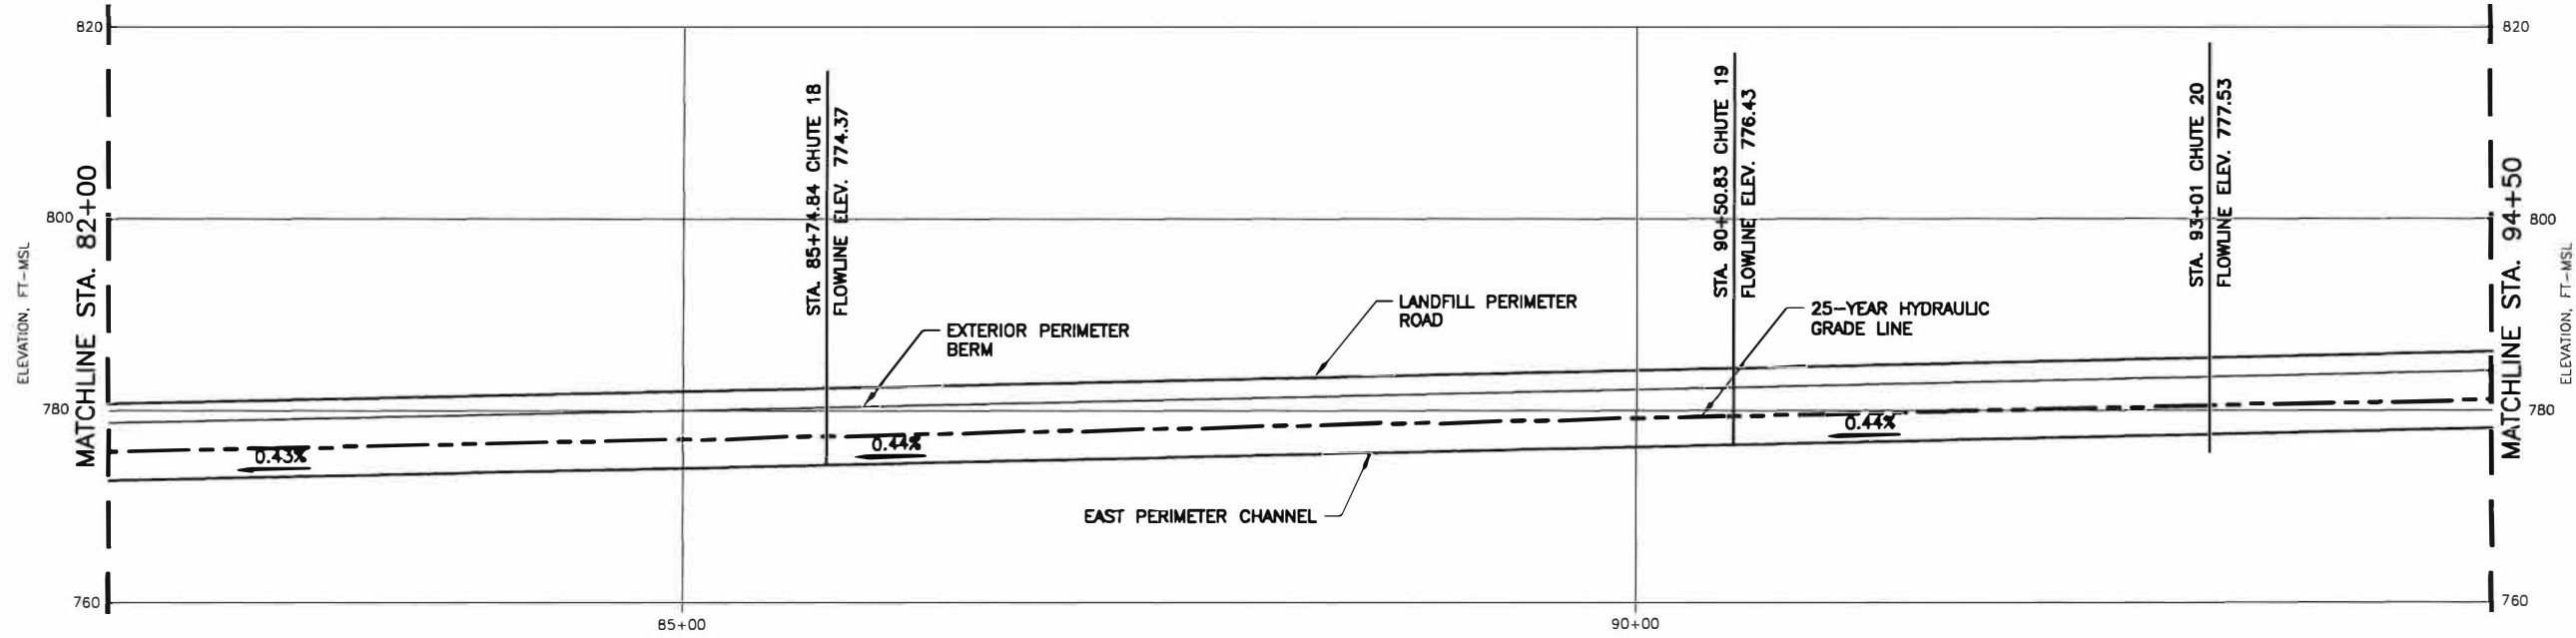 820
800
780
760
ELEVATION, FT-MSL
MATCHLINE STA. 82+00
STA. 85+74.84 CHUTE 18
FLOWLINE ELEV. 774.37
EXTERIOR PERIMETER
BERM
LANDFILL PERIMETER
ROAD
STA. 90+50.83 CHUTE 19
FLOWLINE ELEV. 776.43
25-YEAR HYDRAULIC
GRADE LINE
STA. 93+01 CHUTE 20
FLOWLINE ELEV. 777.53
0.43%
0.44%
0.44%
EAST PERIMETER CHANNEL
85+00
90+00
MATCHLINE STA. 94+50
820
800
780
760
ELEVATION, FT-MSL